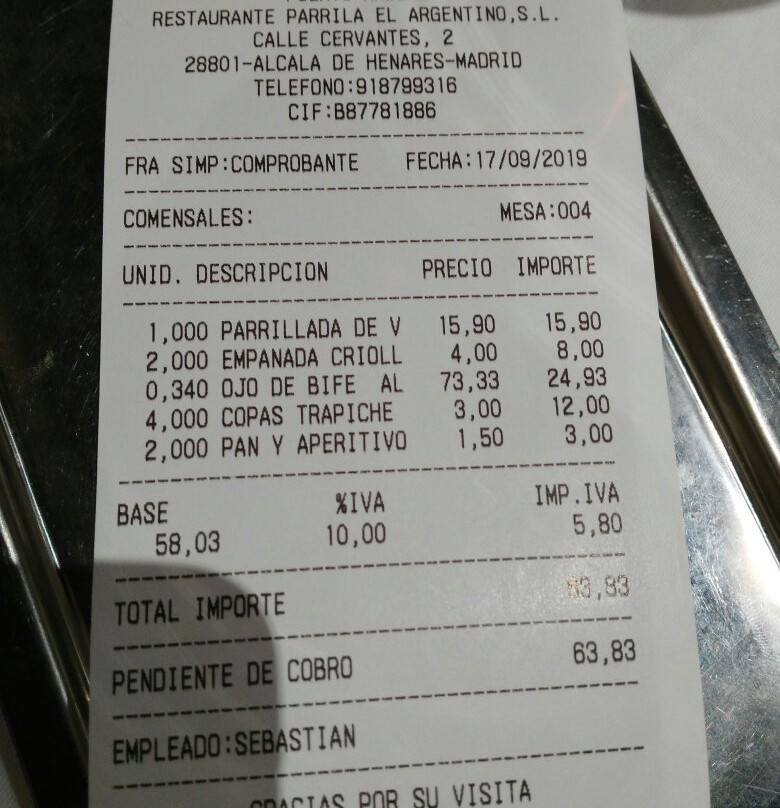 RESTAURANTE PARRILA EL ARGENTINO,S.L.
CALLE CERVANTES, 2
28801-ALCALA DE HENARES-MADRID
TELEFONO:918799316
CIF:B87781886
FRA SIMP:COMPROBANTE FECHA:17/09/2019
COMENSALES: MESA:004
UNID. DESCRIPCION PRECIO IMPORTE
1,000 PARRILLADA DE V 15,90 15,90
2,000 EMPANADA CRIOLL 4,00 8,00
0,340 OJO DE BIFE AL 73,33 24,93
4,000 COPAS TRAPICHE 3,00 12,00
2,000 PAN Y APERITIVO 1,50 3,00
BASE %IVA IMP.IVA
58,03 10,00 5,80
TOTAL IMPORTE 63,83
PENDIENTE DE COBRO 63,83
EMPLEADO:SEBASTIAN
GRACIAS POR SU VISITA